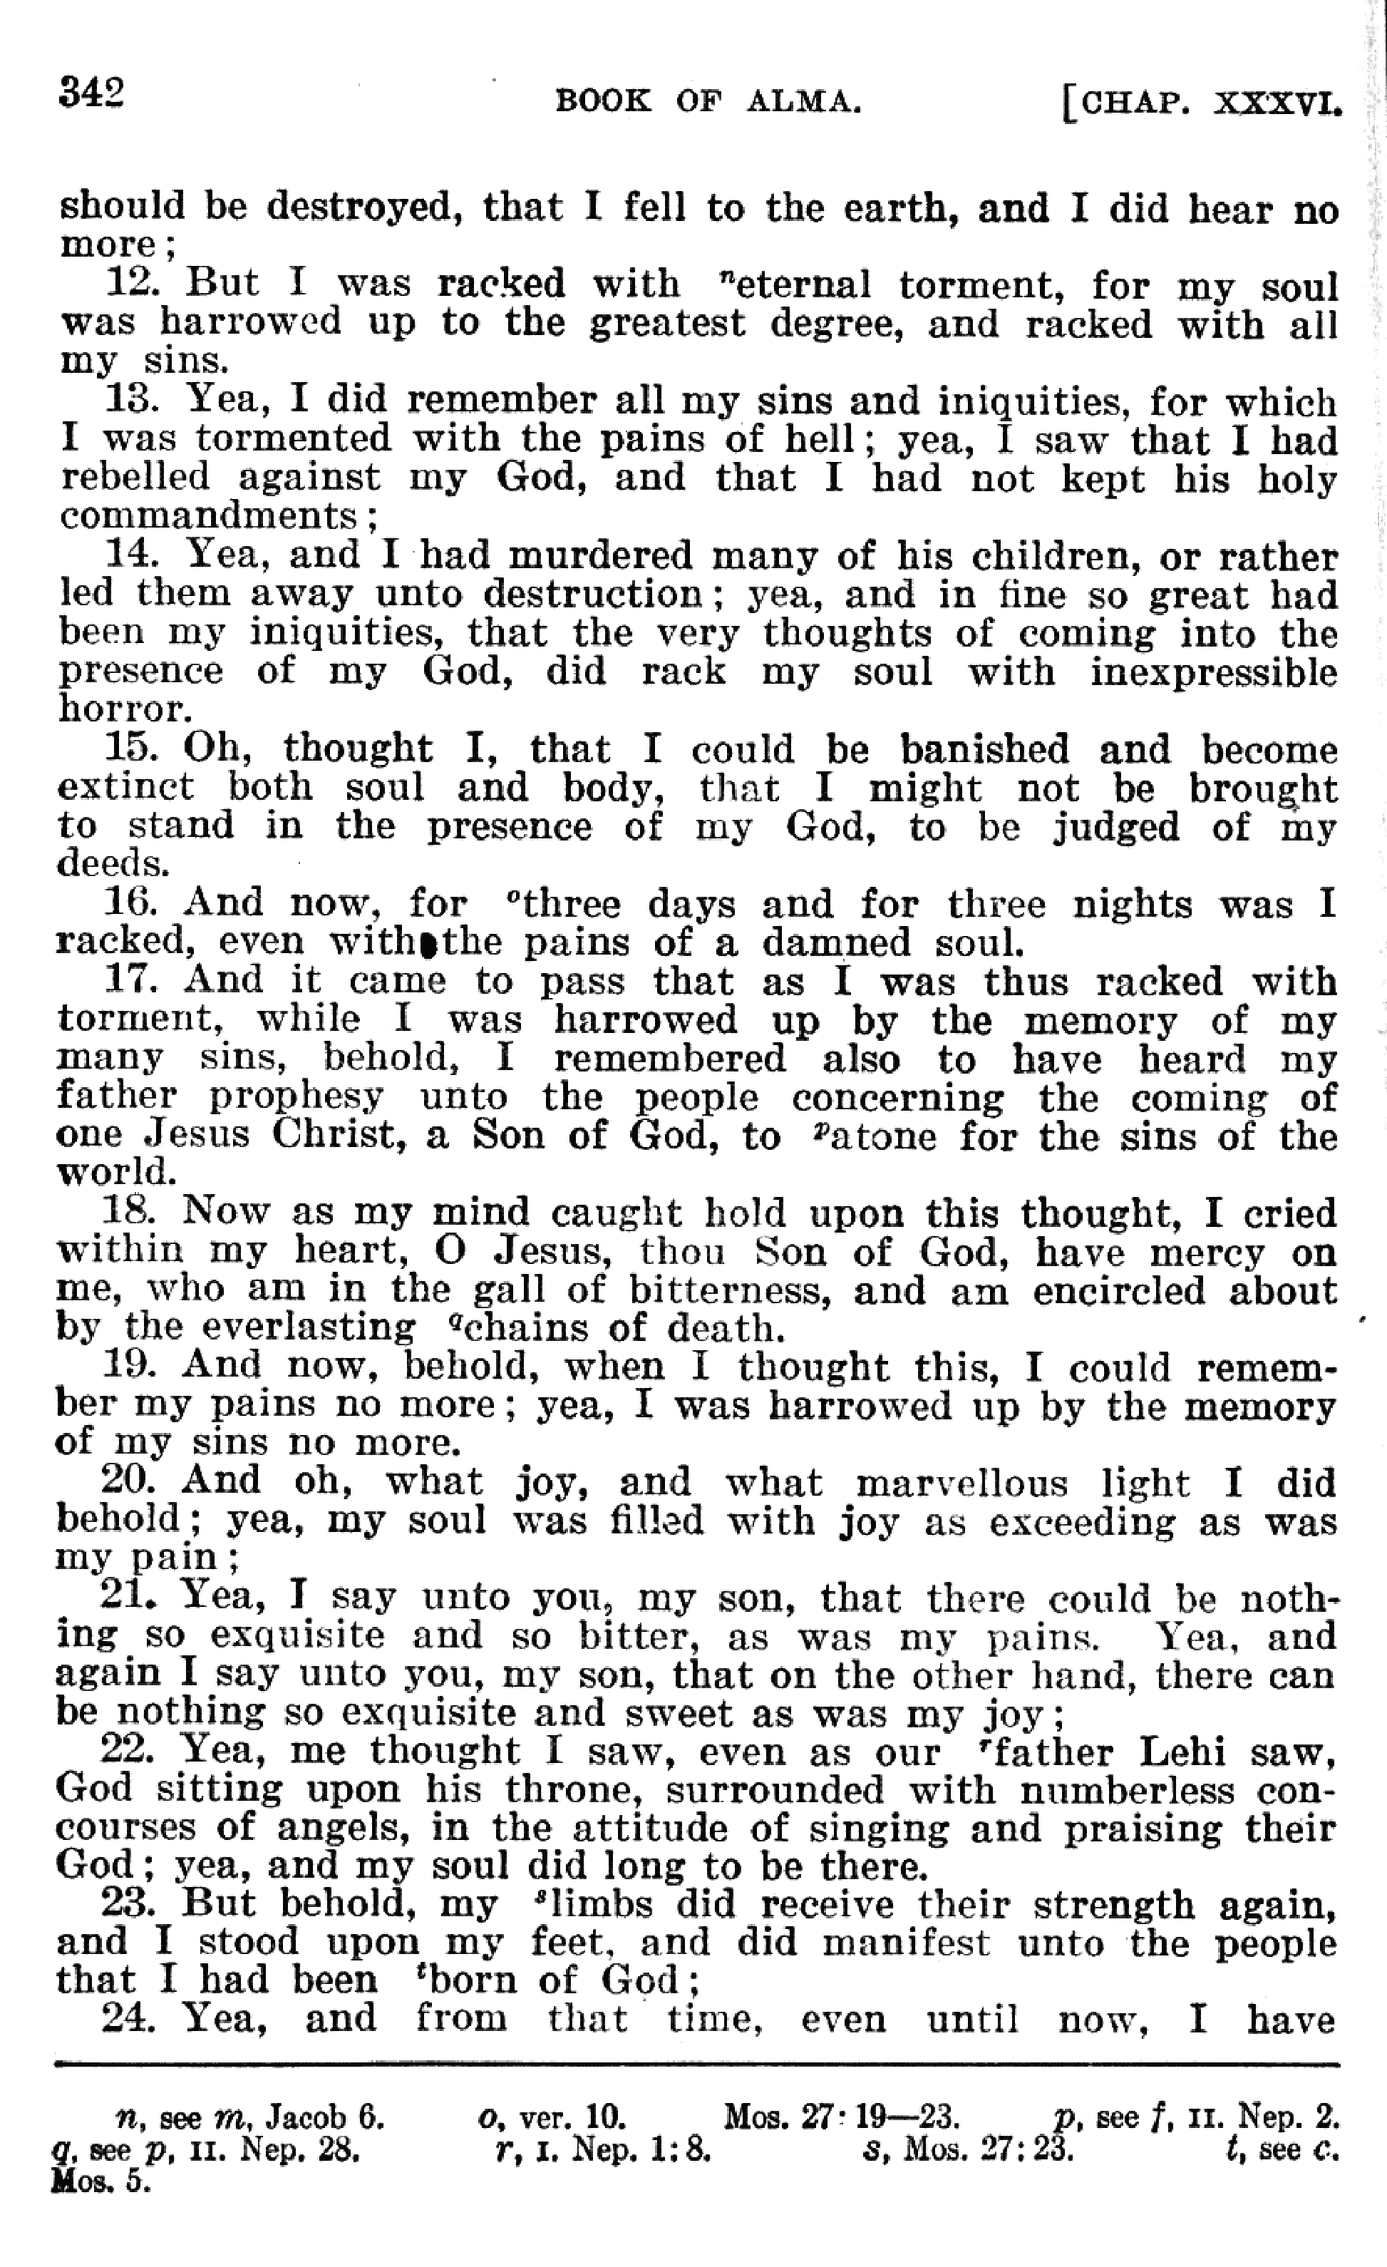 342 BOOK OF ALMA. [CHAP. XXXVI.
should be destroyed, that I fell to the earth, and I did hear no
more;
12. But I was racked with ⁿeternal torment, for my soul
was harrowed up to the greatest degree, and racked with all
my sins.
13. Yea, I did remember all my sins and iniquities, for which
I was tormented with the pains of hell; yea, I saw that I had
rebelled against my God, and that I had not kept his holy
commandments;
14. Yea, and I had murdered many of his children, or rather
led them away unto destruction; yea, and in fine so great had
been my iniquities, that the very thoughts of coming into the
presence of my God, did rack my soul with inexpressible
horror.
15. Oh, thought I, that I could be banished and become
extinct both soul and body, that I might not be brought
to stand in the presence of my God, to be judged of my
deeds.
16. And now, for ᵒthree days and for three nights was I
racked, even with the pains of a damned soul.
17. And it came to pass that as I was thus racked with
torment, while I was harrowed up by the memory of my
many sins, behold, I remembered also to have heard my
father prophesy unto the people concerning the coming of
one Jesus Christ, a Son of God, to ᵖatone for the sins of the
world.
18. Now as my mind caught hold upon this thought, I cried
within my heart, O Jesus, thou Son of God, have mercy on
me, who am in the gall of bitterness, and am encircled about
by the everlasting qchains of death.
19. And now, behold, when I thought this, I could remem-
ber my pains no more; yea, I was harrowed up by the memory
of my sins no more.
20. And oh, what joy, and what marvellous light I did
behold; yea, my soul was filled with joy as exceeding as was
my pain;
21. Yea, I say unto you, my son, that there could be noth-
ing so exquisite and so bitter, as was my pains. Yea, and
again I say unto you, my son, that on the other hand, there can
be nothing so exquisite and sweet as was my joy;
22. Yea, me thought I saw, even as our ʳfather Lehi saw,
God sitting upon his throne, surrounded with numberless con-
courses of angels, in the attitude of singing and praising their
God; yea, and my soul did long to be there.
23. But behold, my ˢlimbs did receive their strength again,
and I stood upon my feet, and did manifest unto the people
that I had been ᵗborn of God;
24. Yea, and from that time, even until now, I have
n, see m, Jacob 6. o, ver. 10. Mos. 27: 19—23. p, see f, II. Nep. 2.
q, see p, II. Nep. 28. r, I. Nep. 1: 8. s, Mos. 27: 23. t, see c.
Mos. 5.